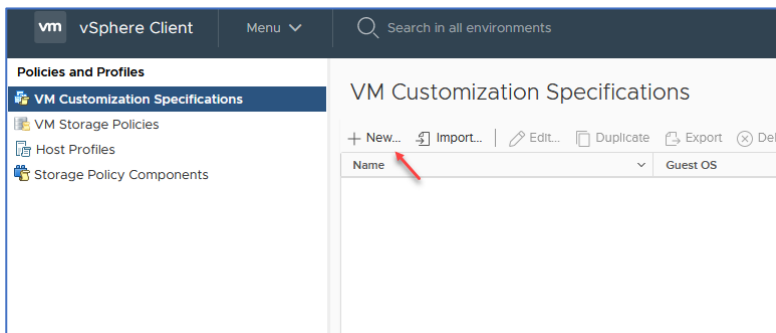 vm vSphere Client Menu Search in all environments
Policies and Profiles
VM Customization Specifications
VM Storage Policies
Host Profiles
Storage Policy Components
VM Customization Specifications
New... Import... Edit... Duplicate Export Del
Name Guest OS